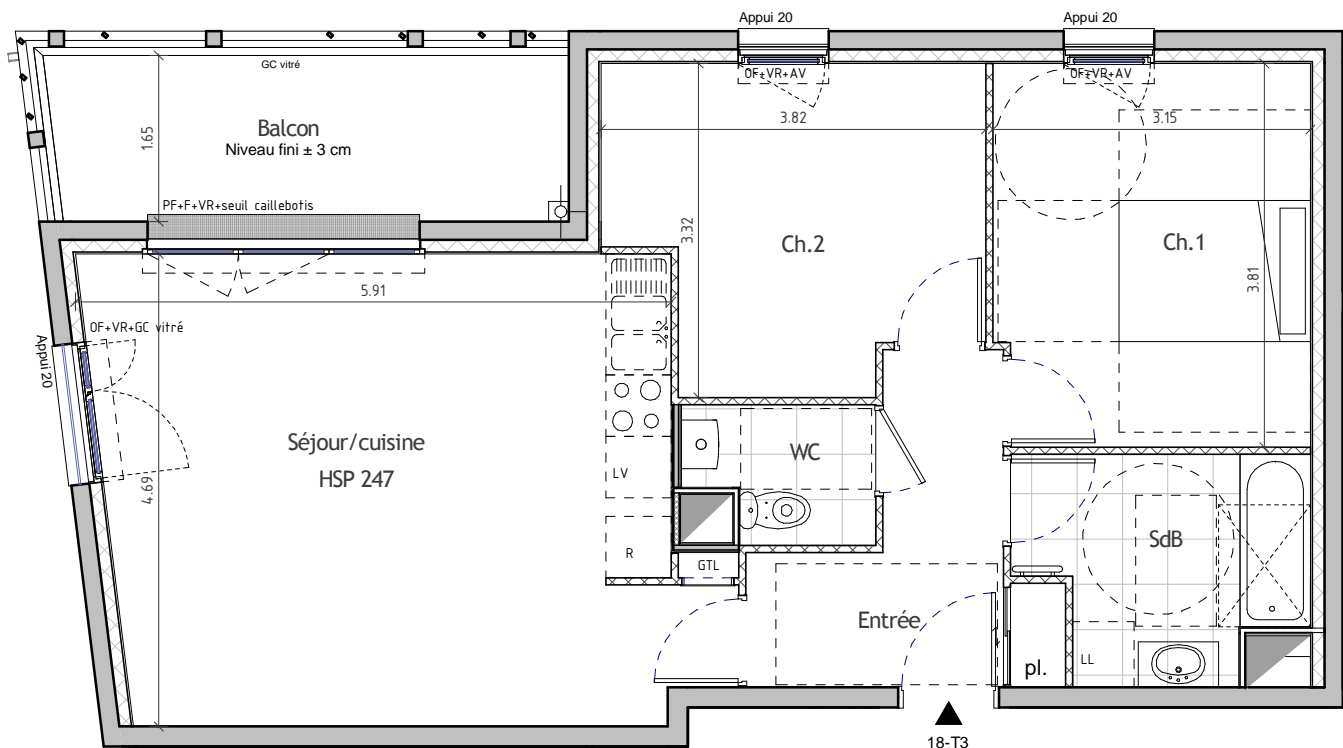 Appui 20
Appui 20
GC vitré
OF+VR+AV
OF+VR+AV
1.65
Balcon
Niveau fini ± 3 cm
3.82
3.15
PF+F+VR+seuil caillebotis
3.32
Ch.2
Ch.1
3.81
5.91
OF+VR+GC vitré
Appui 20
Séjour/cuisine
HSP 247
4.69
LV
WC
R
GTL
SdB
Entrée
pl.
LL
18-T3